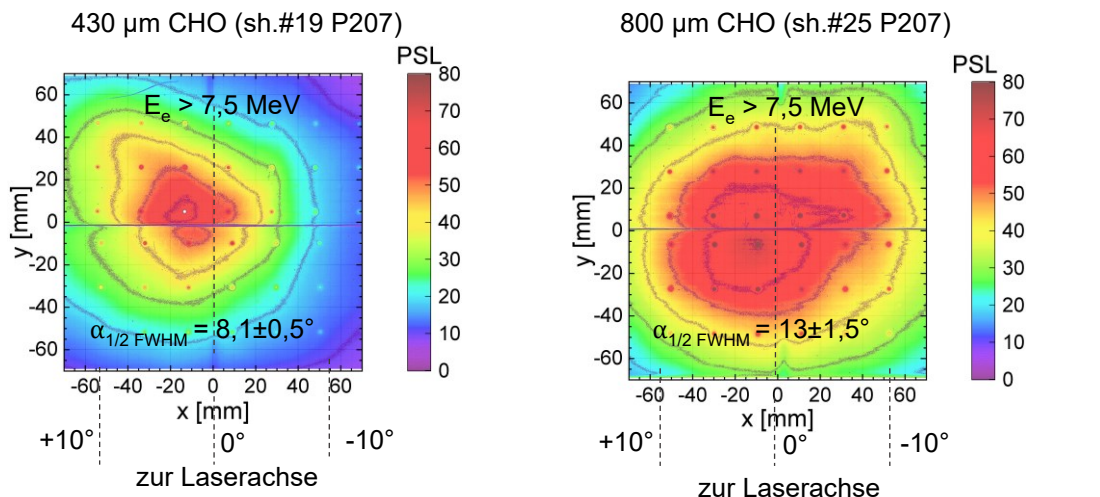 430 µm CHO (sh.#19 P207)
PSL
E_e > 7,5 MeV
α_1/2 FWHM = 8,1±0,5°
y [mm]
60
40
20
0
-20
-40
-60
-60 -40 -20 0 20 40 60
x [mm]
80
70
60
50
40
30
20
10
0
+10° 0° -10°
zur Laserachse
800 µm CHO (sh.#25 P207)
PSL
E_e > 7,5 MeV
α_1/2 FWHM = 13±1,5°
y [mm]
60
40
20
0
-20
-40
-60
-60 -40 -20 0 20 40 60
x [mm]
80
70
60
50
40
30
20
10
0
+10° 0° -10°
zur Laserachse